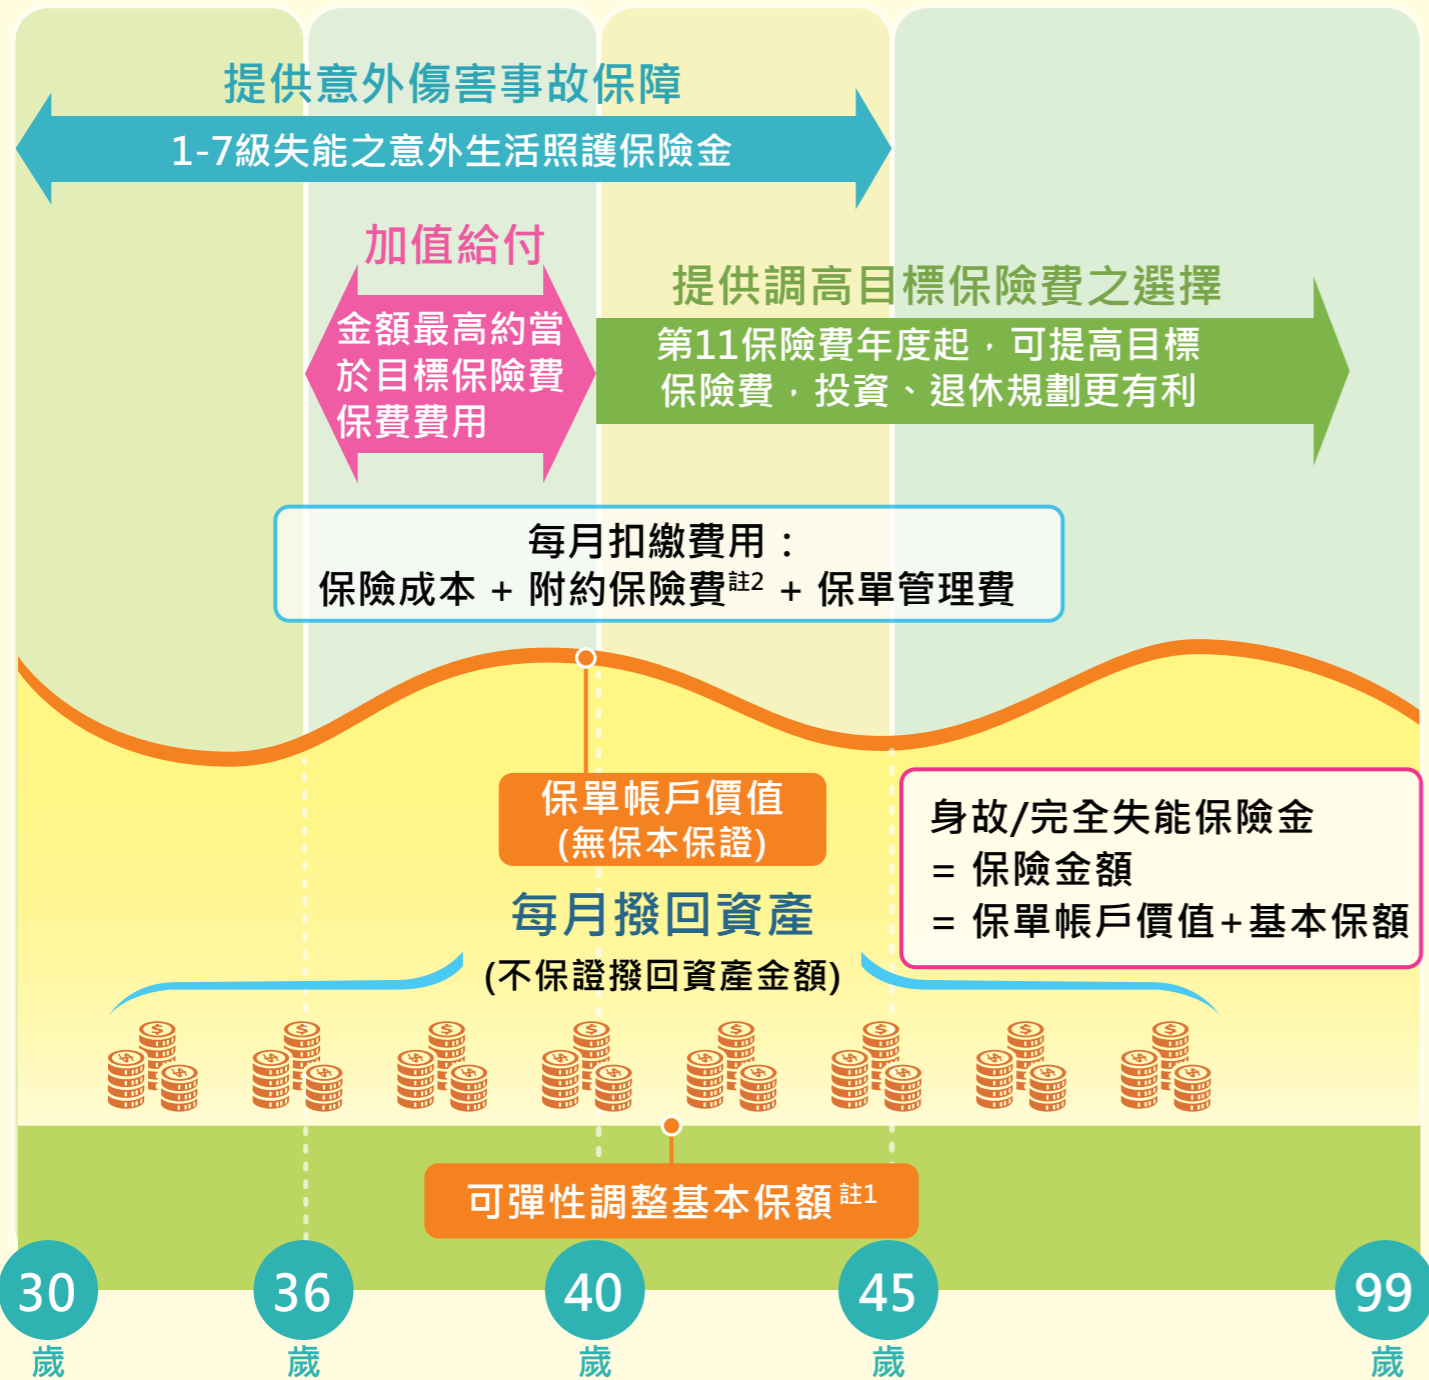 提供意外傷害事故保障
1-7級失能之意外生活照護保險金
加值給付
金額最高約當
於目標保險費
保費費用
提供調高目標保險費之選擇
第11保險費年度起，可提高目標
保險費，投資、退休規劃更有利
每月扣繳費用：
保險成本 + 附約保險費註2 + 保單管理費
保單帳戶價值
(無保本保證)
身故/完全失能保險金
= 保險金額
= 保單帳戶價值+基本保額
每月撥回資產
(不保證撥回資產金額)
可彈性調整基本保額註1
30 36 40 45 99
歲 歲 歲 歲 歲